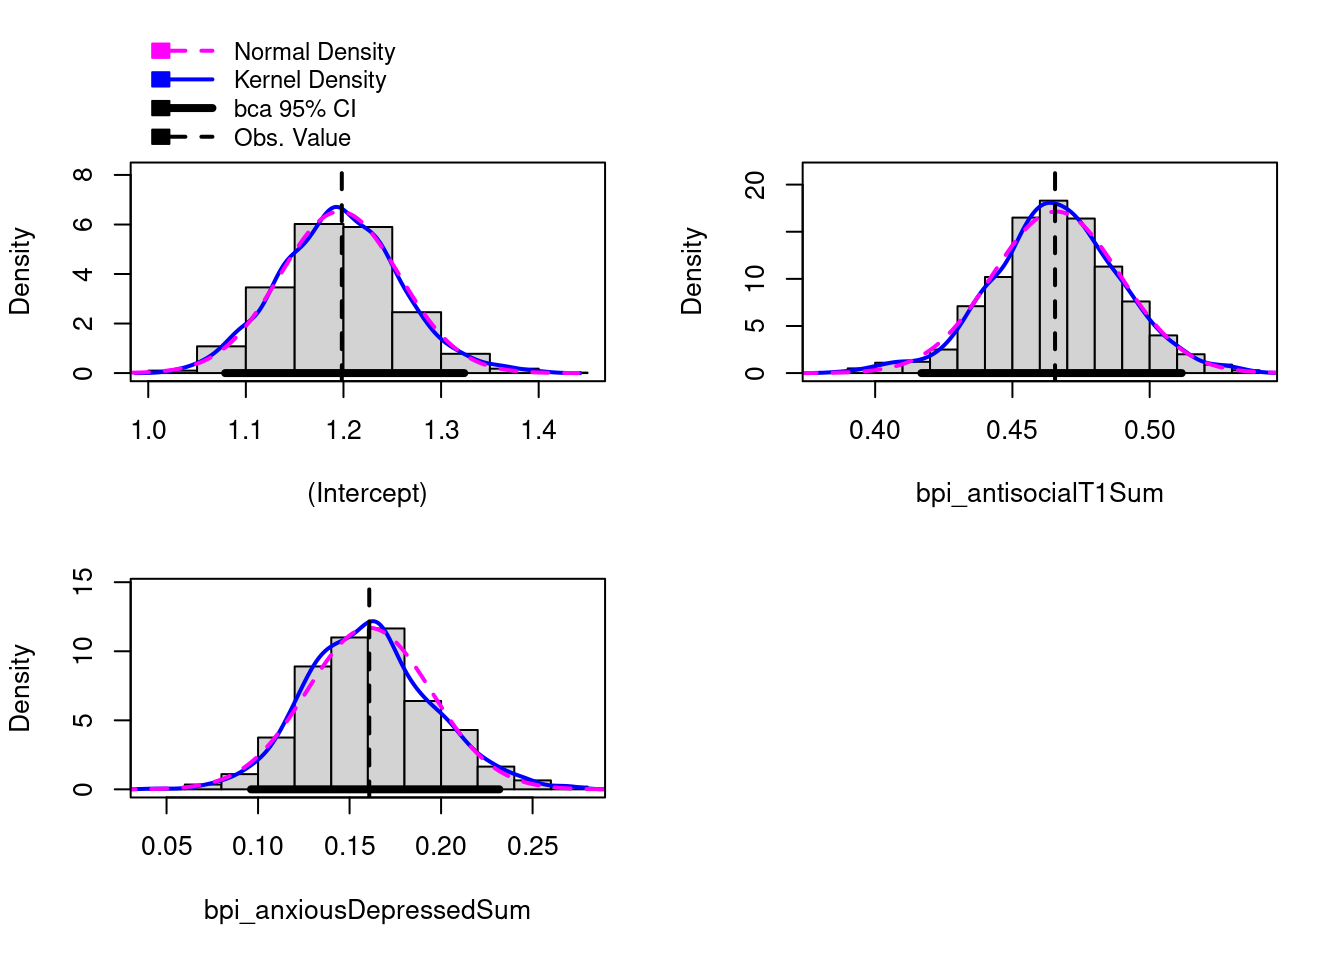 Normal Density
Kernel Density
bca 95% CI
Obs. Value
Density
0 2 4 6 8
1.0 1.1 1.2 1.3 1.4
(Intercept)
Density
0 5 10 20
0.40 0.45 0.50
bpi_antisocialT1Sum
Density
0 5 10 15
0.05 0.10 0.15 0.20 0.25
bpi_anxiousDepressedSum